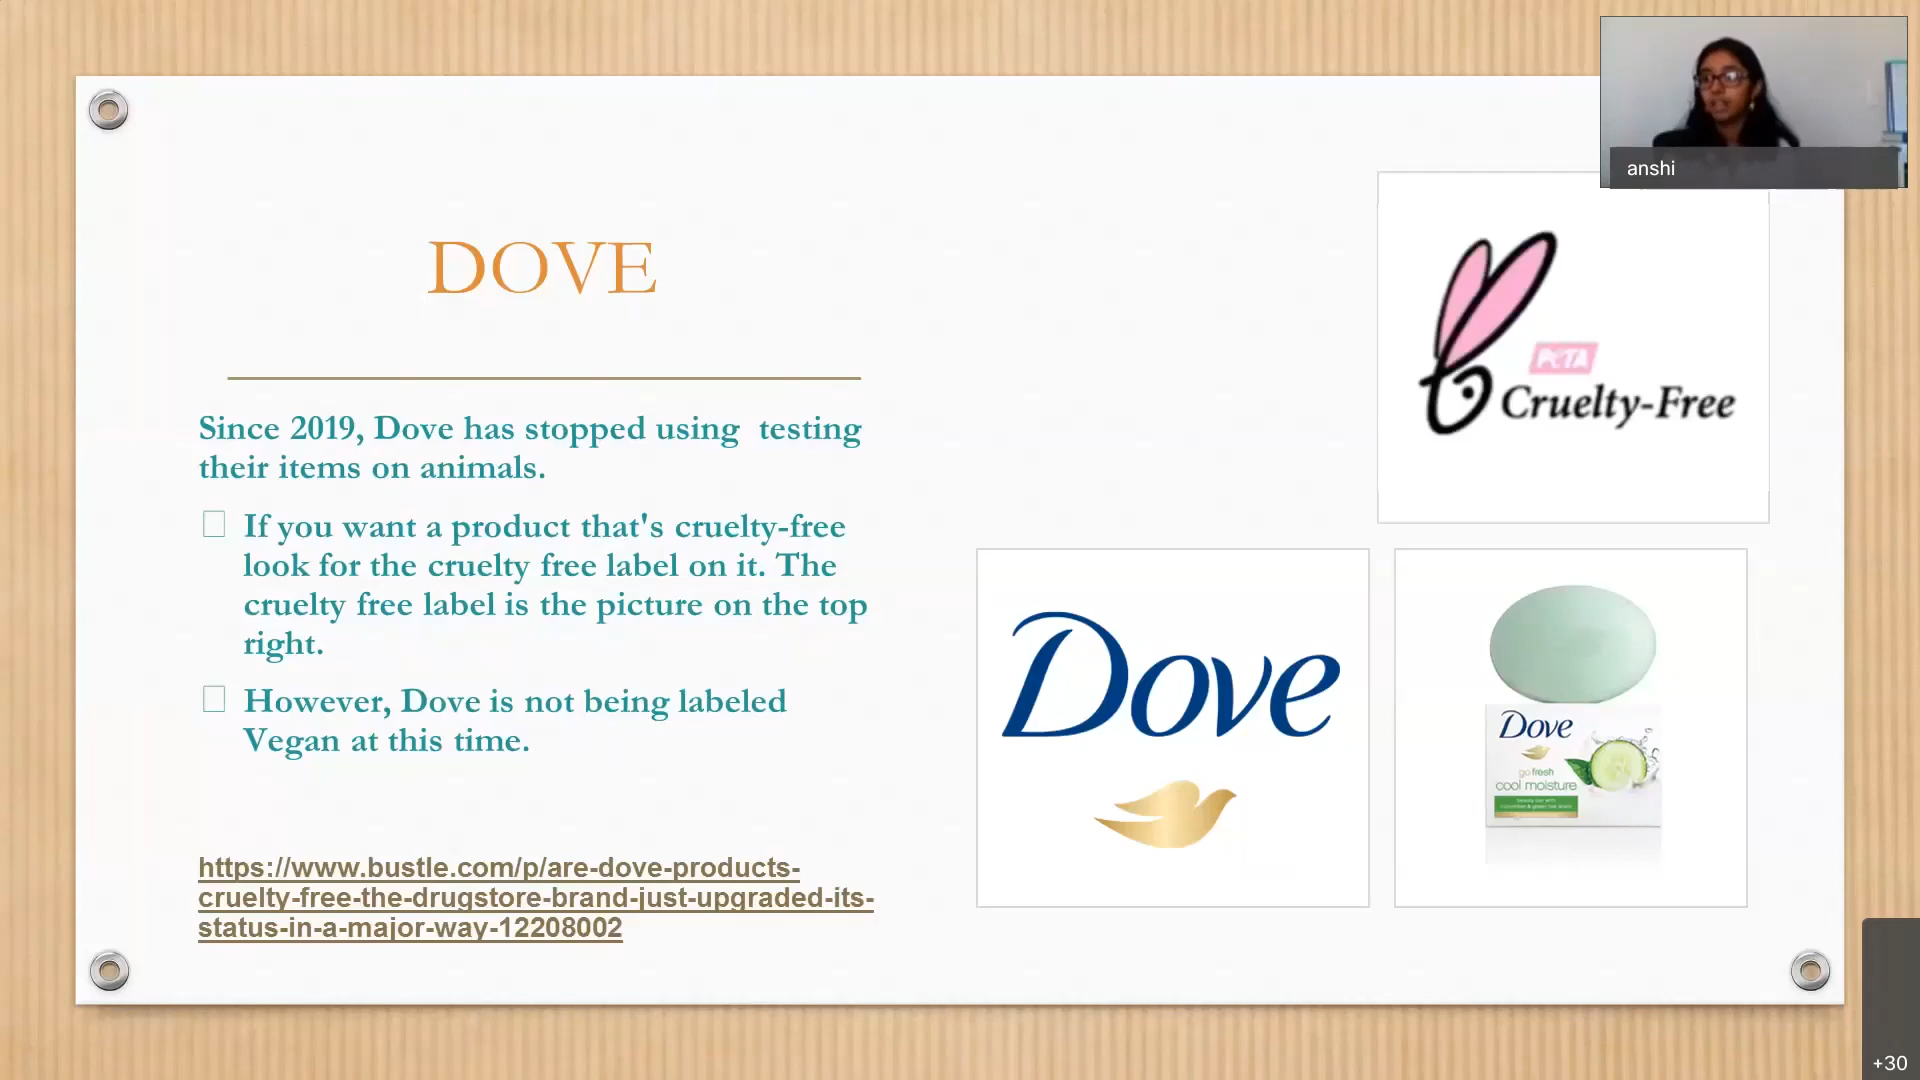 anshi
DOVE
Since 2019, Dove has stopped using  testing
their items on animals.
If you want a product that's cruelty-free
look for the cruelty free label on it. The
cruelty free label is the picture on the top
right.
However, Dove is not being labeled
Vegan at this time.
https://www.bustle.com/p/are-dove-products-
cruelty-free-the-drugstore-brand-just-upgraded-its-
status-in-a-major-way-12208002
PETA
Cruelty-Free
Dove
Dove
go fresh
cool moisture
+30